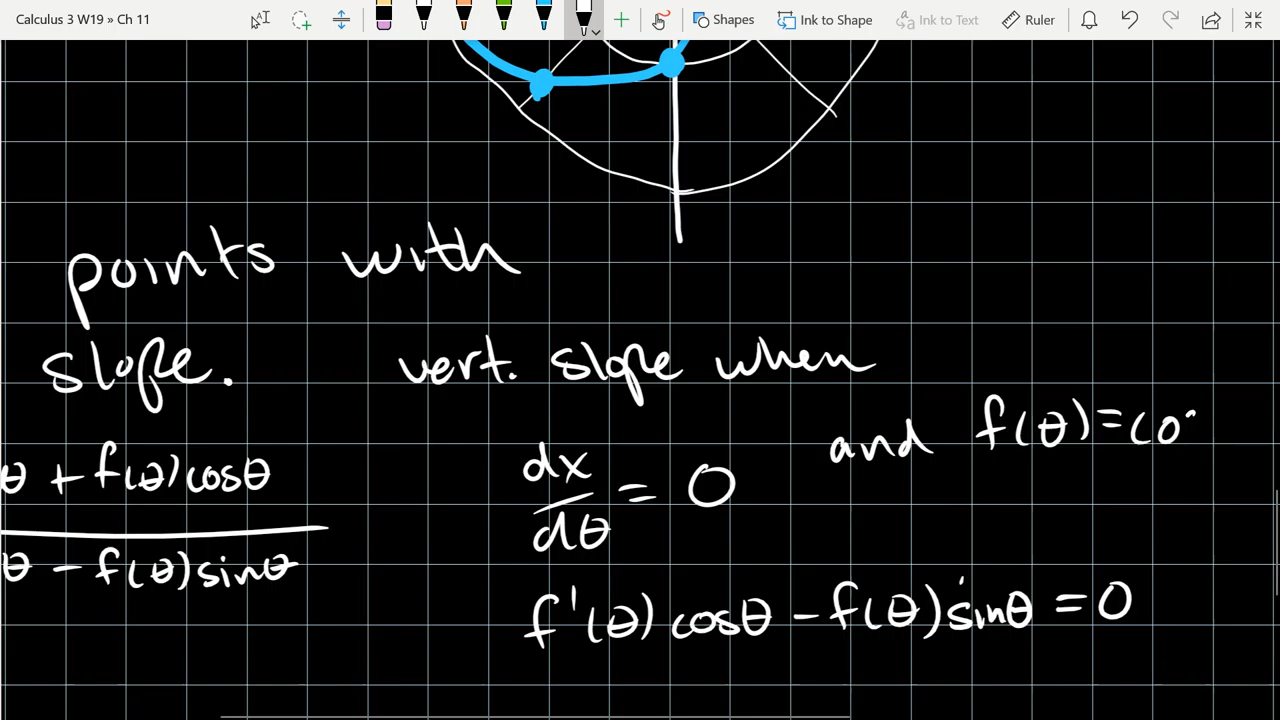 Calculus 3 W19 » Ch 11
Shapes
Ink to Shape
Ink to Text
Ruler
points with
slope.
vert. slope when
and f(θ)=co
θ + f(θ)cosθ
θ - f(θ)sinθ
dx/dθ = 0
f'(θ)cosθ - f(θ)sinθ = 0